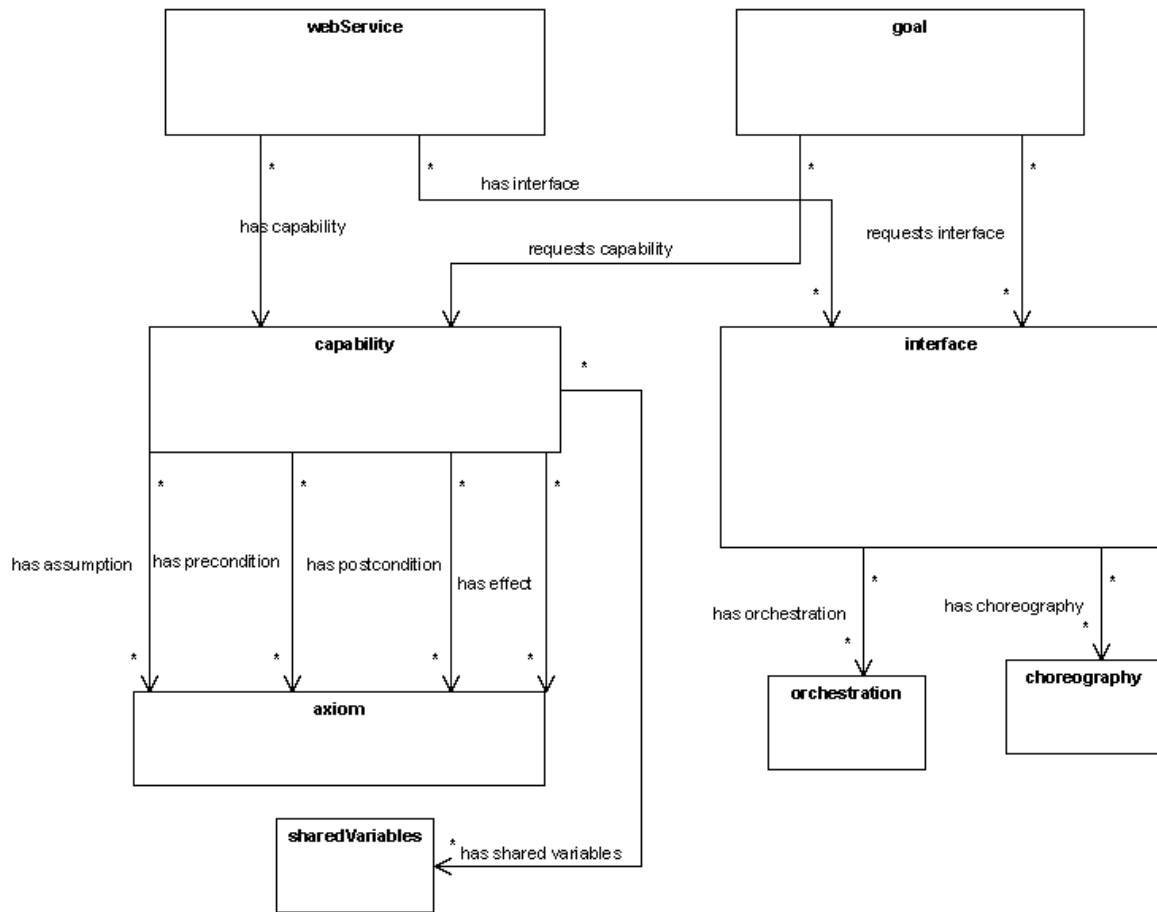 webService
goal
*
*
*
*
has interface
has capability
requests capability
requests interface
*
*
capability
interface
*
*
*
*
*
has assumption
has precondition
has postcondition
has effect
*
*
has orchestration
has choreography
*
*
*
*
*
*
axiom
orchestration
choreography
sharedVariables
*
has shared variables